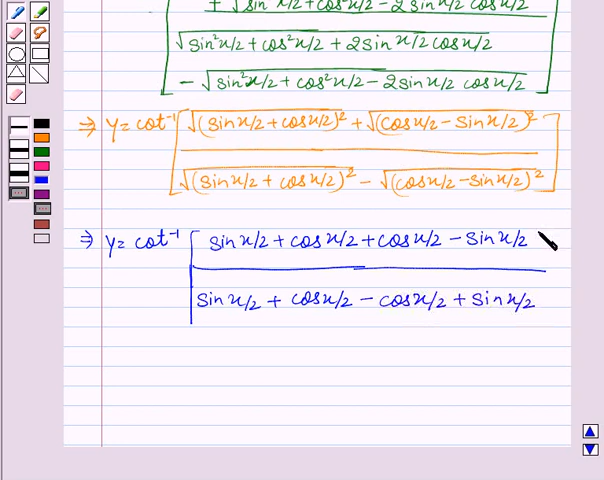 + √sin²x/2+cos²x/2 - 2 sin x/2 cos x/2
√sin²x/2 + cos²x/2 + 2sin x/2 cos x/2
- √sin²x/2 + cos²x/2 - 2sin x/2 cos x/2
⇒ y = cot⁻¹ [ √(sin x/2 + cos x/2)² + √(cos x/2 - sin x/2)²
√(sin x/2 + cos x/2)² - √(cos x/2 - sin x/2)² ]
⇒ y = cot⁻¹ [ sin x/2 + cos x/2 + cos x/2 - sin x/2
sin x/2 + cos x/2 - cos x/2 + sin x/2